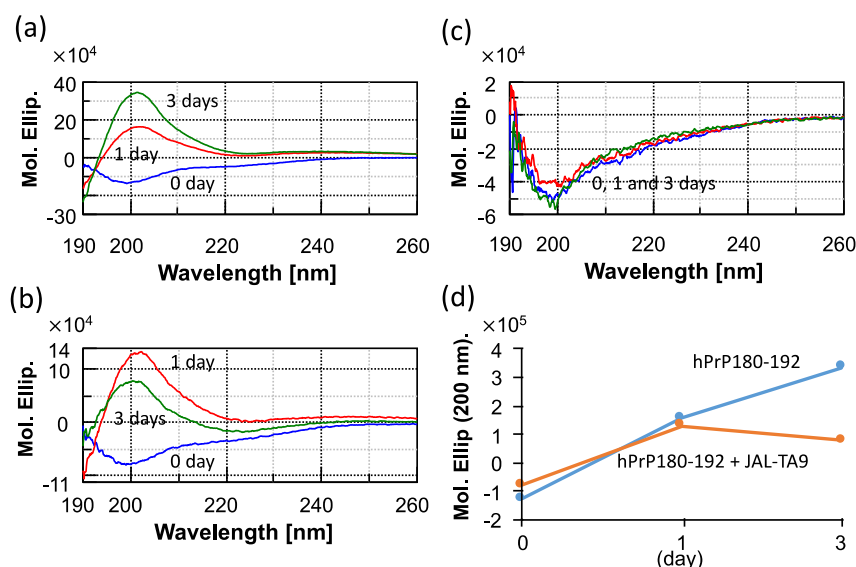 (a)
×10⁴
Mol. Ellip.
40
20
0
-30
3 days
1 day
0 day
190 200 220 240 260
Wavelength [nm]
(b)
×10⁴
Mol. Ellip.
14
10
0
-11
1 day
3 days
0 day
190 200 220 240 260
Wavelength [nm]
(c)
×10⁴
Mol. Ellip.
2
0
-2
-4
-6
0, 1 and 3 days
190 200 220 240 260
Wavelength [nm]
(d)
×10⁵
Mol. Ellip (200 nm).
4
3
2
1
0
-1
-2
hPrP180-192
hPrP180-192 + JAL-TA9
0 1 3
(day)